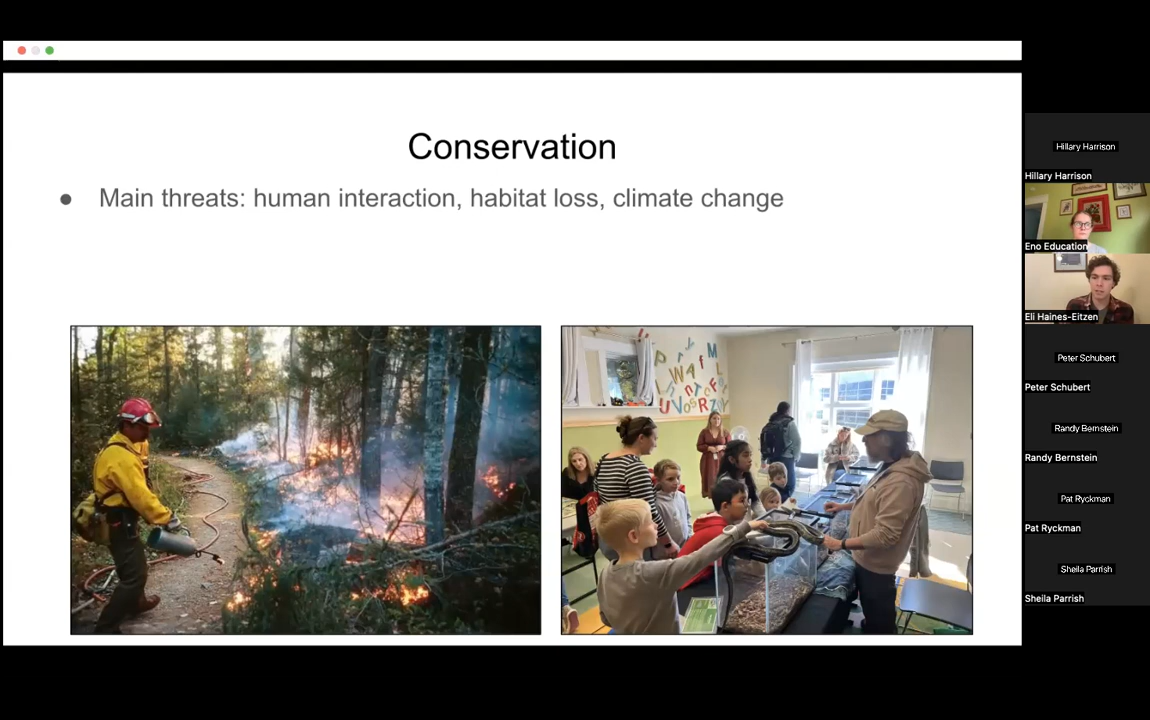 Conservation
● Main threats: human interaction, habitat loss, climate change
Hillary Harrison
Hillary Harrison
Eno Education
Eli Haines-Eitzen
Peter Schubert
Peter Schubert
Randy Bernstein
Randy Bernstein
Pat Ryckman
Pat Ryckman
Sheila Parrish
Sheila Parrish